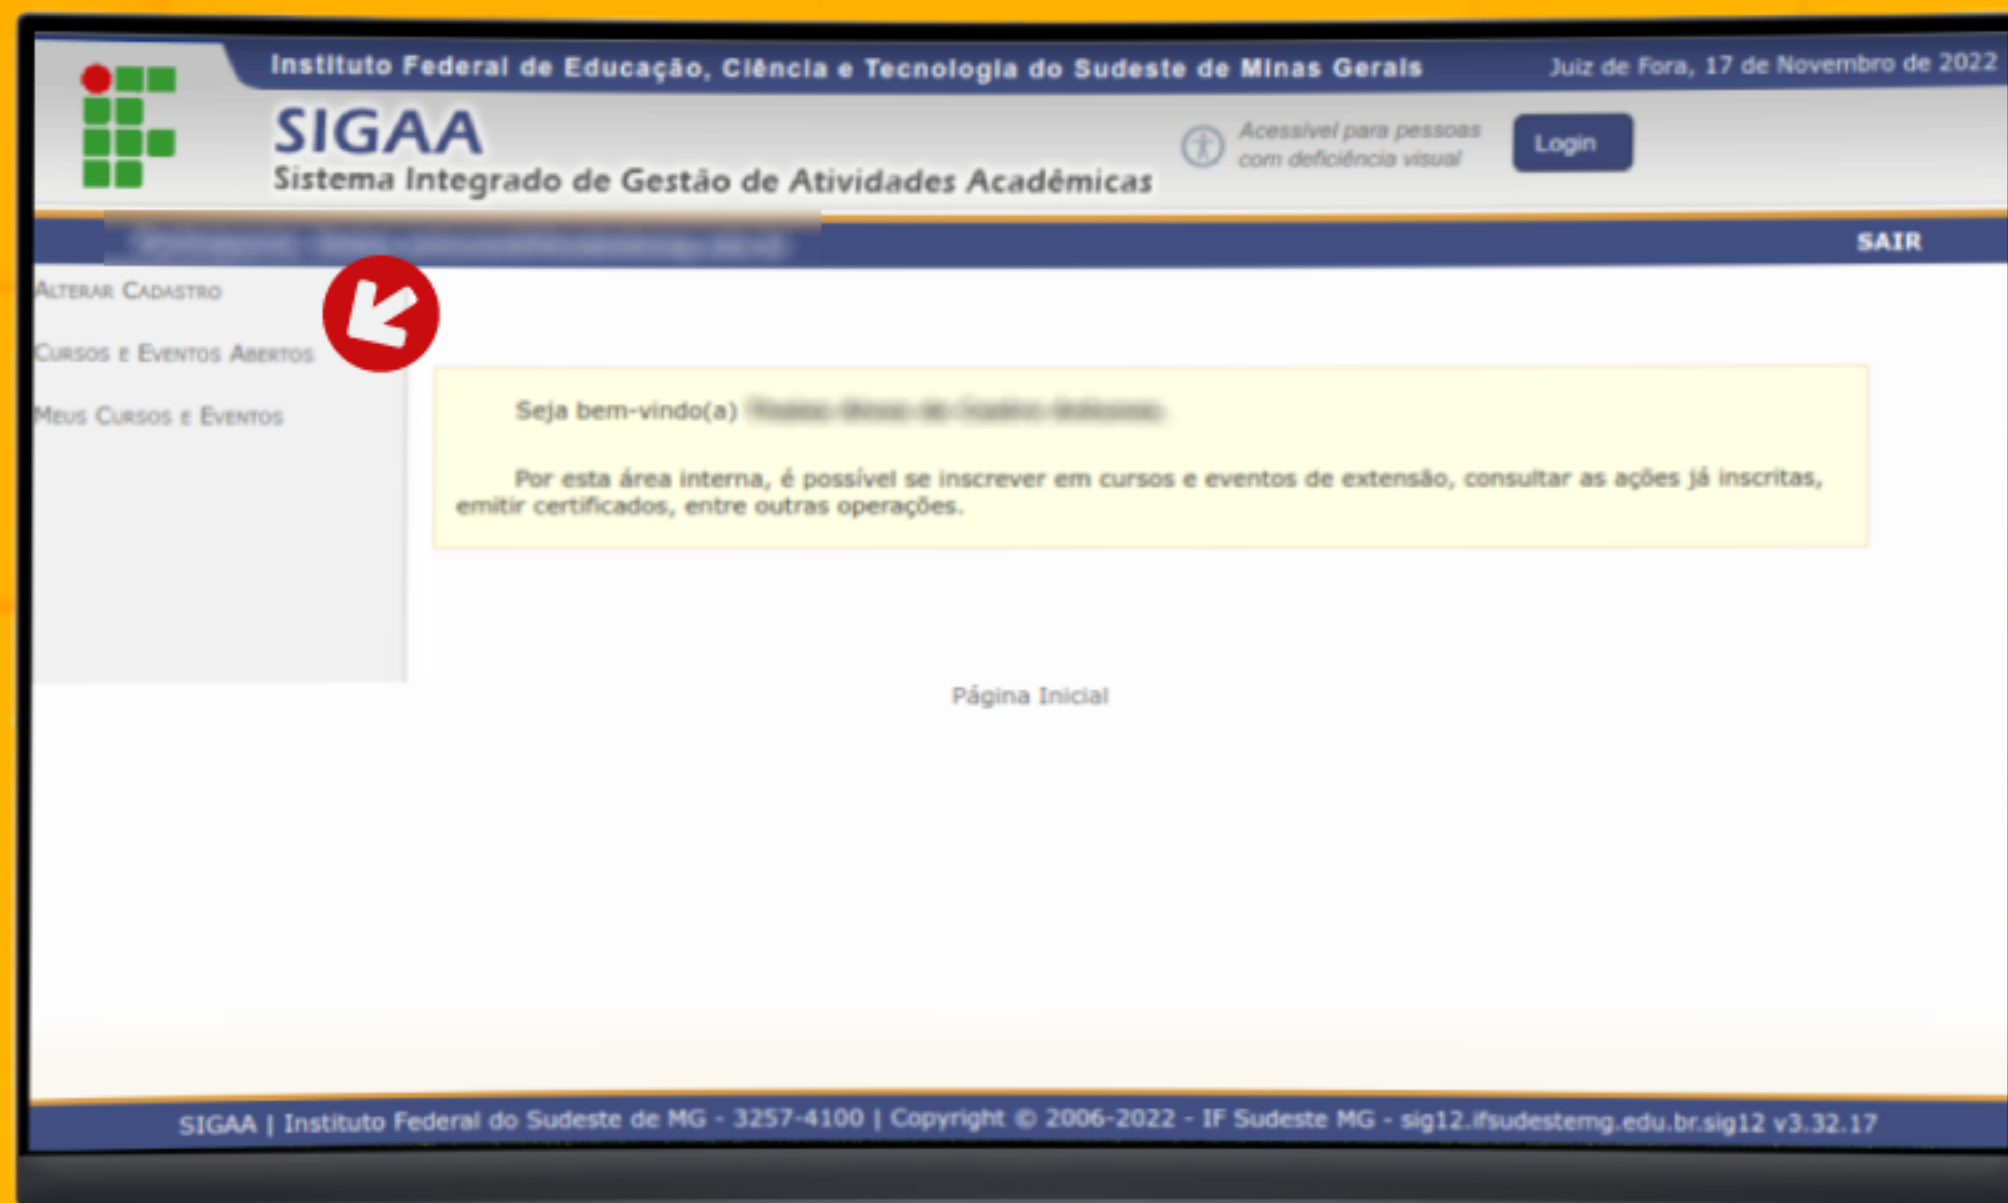 Instituto Federal de Educação, Ciência e Tecnologia do Sudeste de Minas Gerais
Juiz de Fora, 17 de Novembro de 2022
SIGAA
Sistema Integrado de Gestão de Atividades Acadêmicas
Acessível para pessoas
com deficiência visual
Login
SAIR
ALTERAR CADASTRO
CURSOS E EVENTOS ABERTOS
MEUS CURSOS E EVENTOS
Seja bem-vindo(a)
Por esta área interna, é possível se inscrever em cursos e eventos de extensão, consultar as ações já inscritas,
emitir certificados, entre outras operações.
Página Inicial
SIGAA | Instituto Federal do Sudeste de MG - 3257-4100 | Copyright © 2006-2022 - IF Sudeste MG - sig12.ifsudestemg.edu.br.sig12 v3.32.17